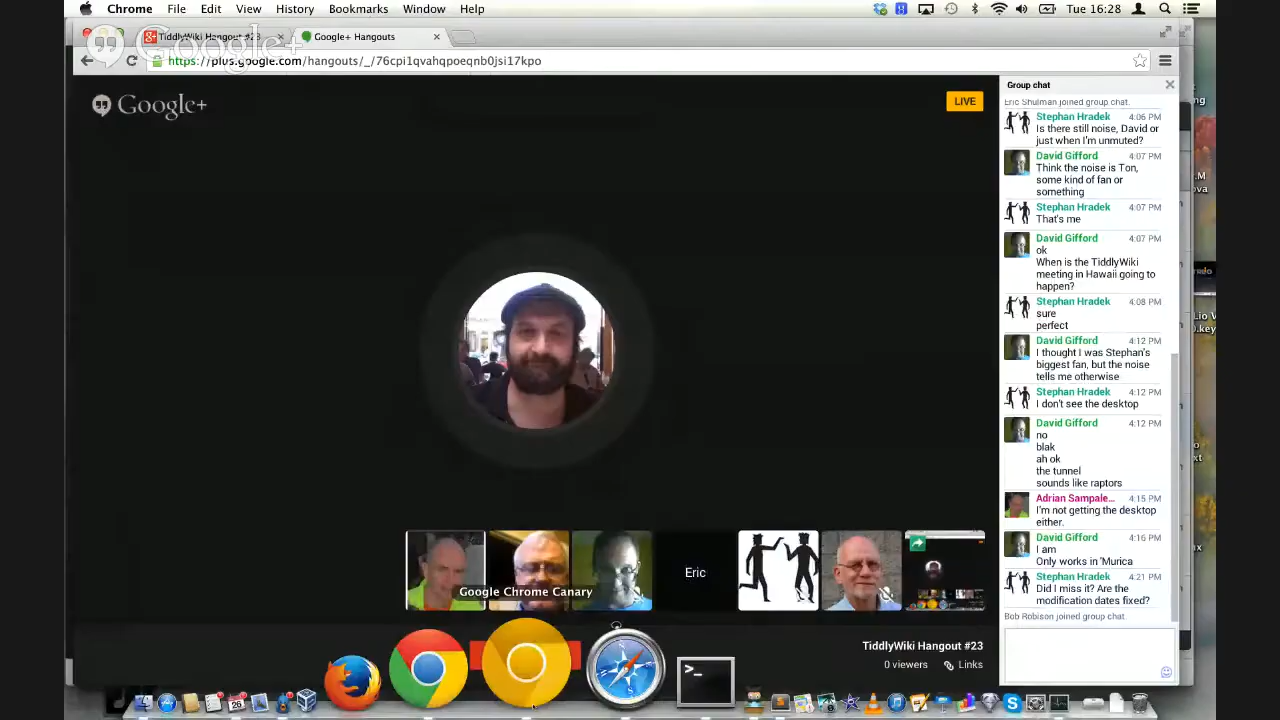 Chrome File Edit View History Bookmarks Window Help Tue 16:28
TiddlyWiki Hangout #23 Google+ Hangouts
Google+
https://plus.google.com/hangouts/_/76cpi1qvahqpoeqnb0jsi17kpo
Google+
LIVE
Group chat
Eric Shulman joined group chat.
Stephan Hradek 4:06 PM
Is there still noise, David or
just when I'm unmuted?
David Gifford 4:07 PM
Think the noise is Ton,
some kind of fan or
something
Stephan Hradek 4:07 PM
That's me
David Gifford 4:07 PM
ok
When is the TiddlyWiki
meeting in Hawaii going to
happen?
Stephan Hradek 4:08 PM
sure
perfect
David Gifford 4:12 PM
I thought I was Stephan's
biggest fan, but the noise
tells me otherwise
Stephan Hradek 4:12 PM
I don't see the desktop
David Gifford 4:12 PM
no
blak
ah ok
the tunnel
sounds like raptors
Adrian Sampale... 4:15 PM
I'm not getting the desktop
either.
David Gifford 4:16 PM
I am
Only works in 'Murica
Stephan Hradek 4:21 PM
Did I miss it? Are the
modification dates fixed?
Bob Robison joined group chat.
Eric
Google Chrome Canary
TiddlyWiki Hangout #23
0 viewers Links
>_
26